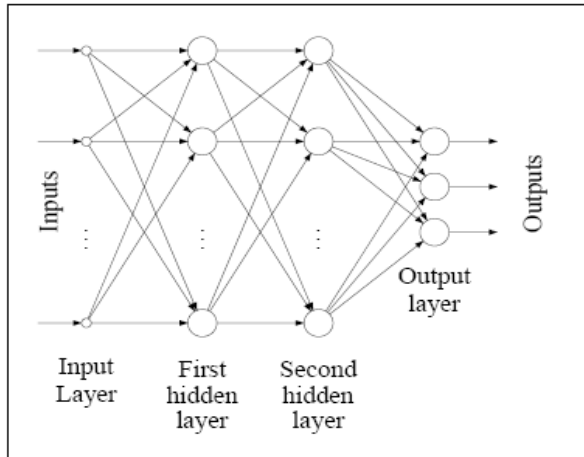 Inputs
Input
Layer
First
hidden
layer
Second
hidden
layer
Output
layer
Outputs